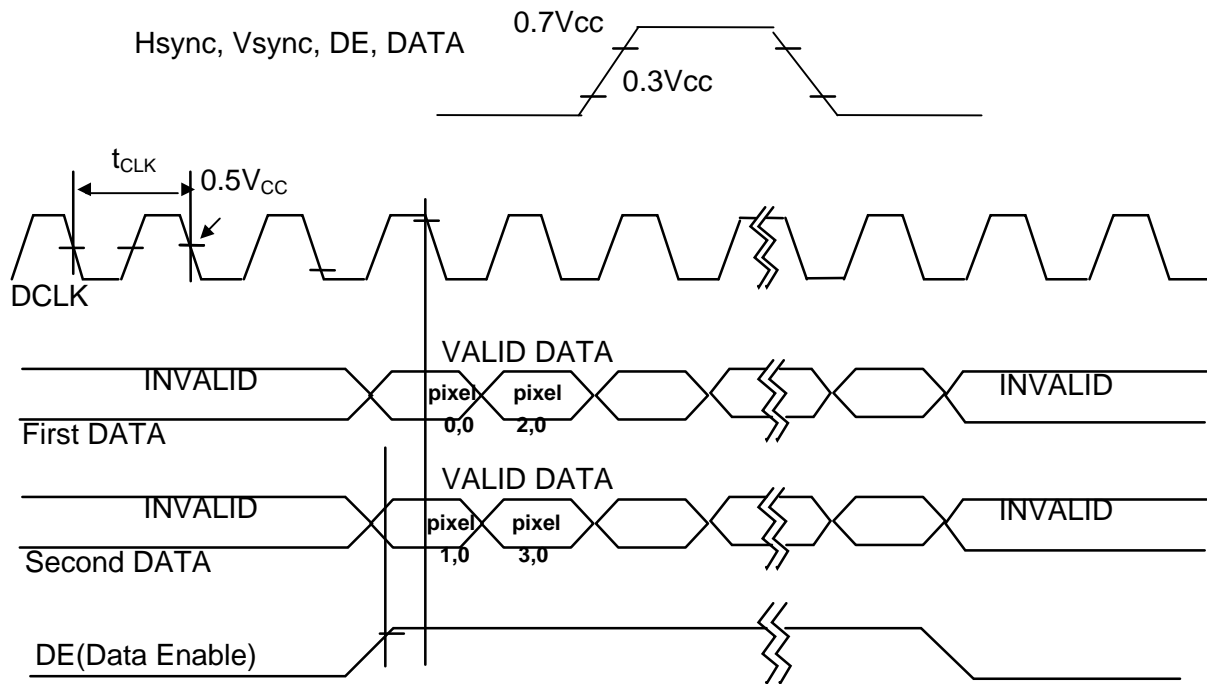 0.7Vcc
Hsync, Vsync, DE, DATA
0.3Vcc
tCLK
0.5VCC
DCLK
VALID DATA
INVALID
INVALID
pixel
pixel
0,0
2,0
First DATA
VALID DATA
INVALID
INVALID
pixel
pixel
1,0
3,0
Second DATA
DE(Data Enable)